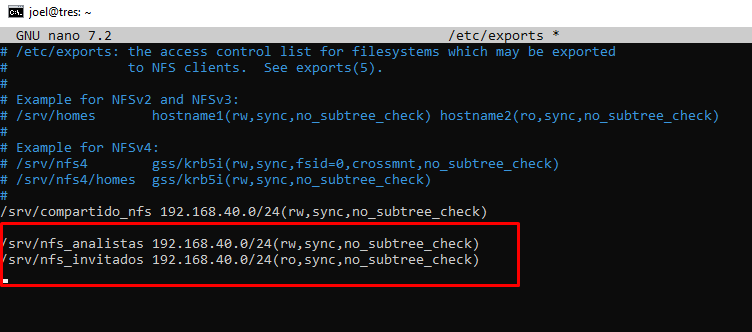 joel@tres: ~
GNU nano 7.2 /etc/exports *
# /etc/exports: the access control list for filesystems which may be exported
# to NFS clients. See exports(5).
#
# Example for NFSv2 and NFSv3:
# /srv/homes hostname1(rw,sync,no_subtree_check) hostname2(ro,sync,no_subtree_check)
#
# Example for NFSv4:
# /srv/nfs4 gss/krb5i(rw,sync,fsid=0,crossmnt,no_subtree_check)
# /srv/nfs4/homes gss/krb5i(rw,sync,no_subtree_check)
#
/srv/compartido_nfs 192.168.40.0/24(rw,sync,no_subtree_check)
/srv/nfs_analistas 192.168.40.0/24(rw,sync,no_subtree_check)
/srv/nfs_invitados 192.168.40.0/24(ro,sync,no_subtree_check)